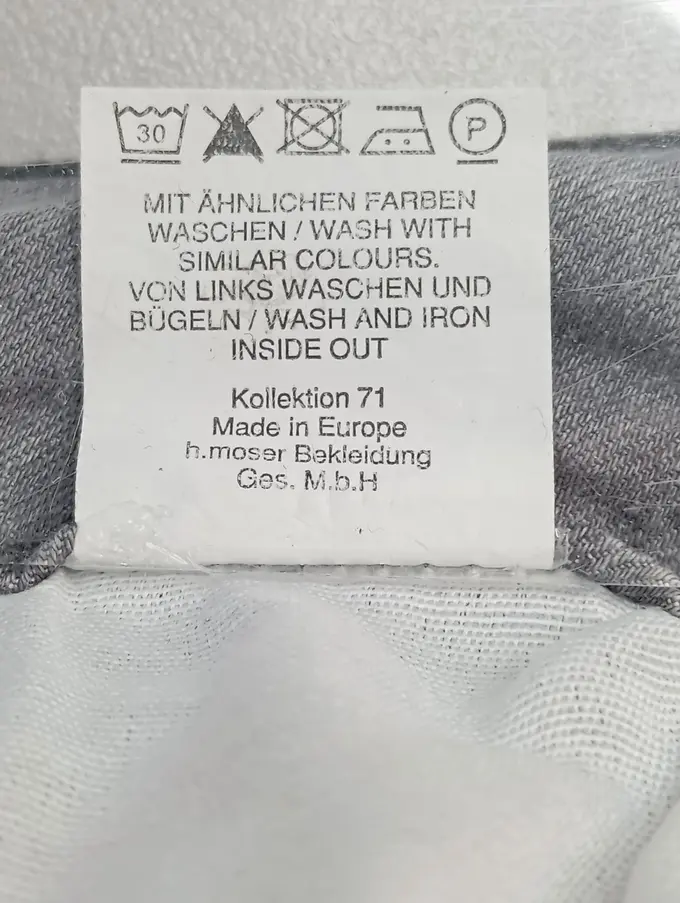 30
P
MIT ÄHNLICHEN FARBEN
WASCHEN / WASH WITH
SIMILAR COLOURS.
VON LINKS WASCHEN UND
BÜGELN / WASH AND IRON
INSIDE OUT
Kollektion 71
Made in Europe
h.moser Bekleidung
Ges. M.b.H